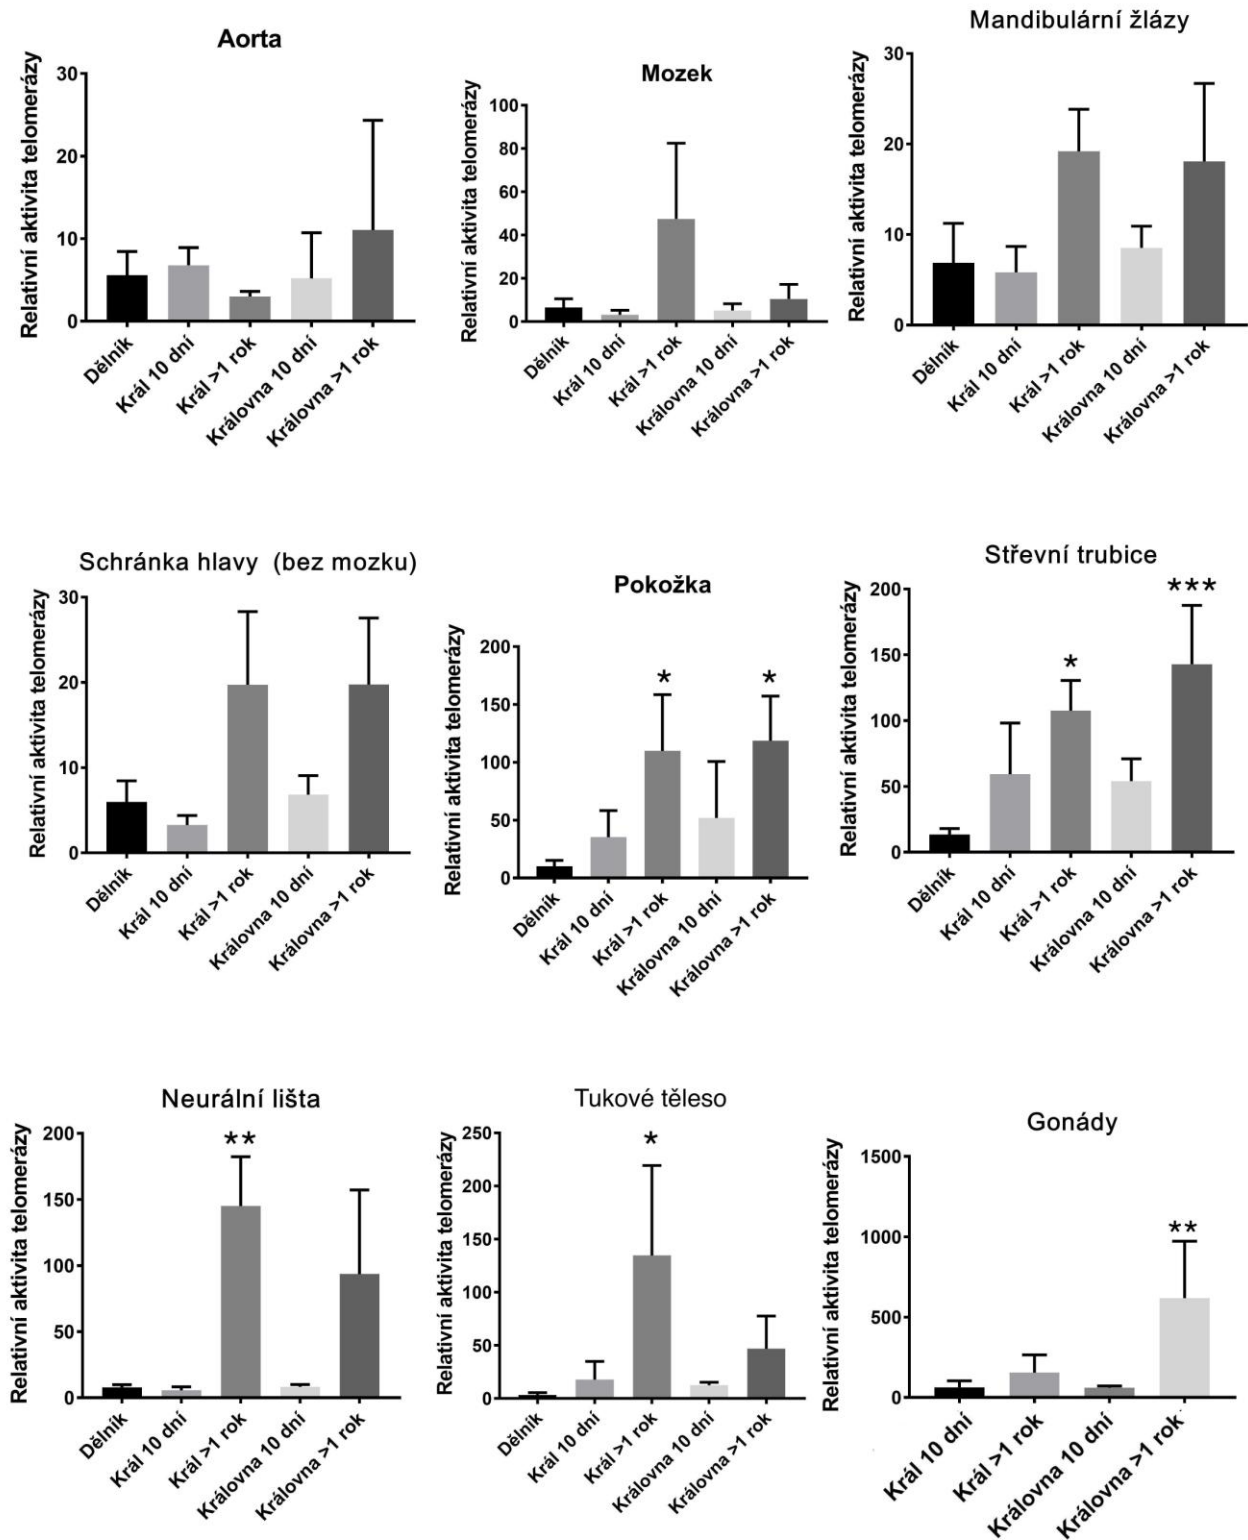 Aorta
Relativní aktivita telomerázy
30
20
10
0
Dělník
Král 10 dní
Král >1 rok
Královna 10 dní
Královna >1 rok
Mozek
Relativní aktivita telomerázy
100
80
60
40
20
0
Dělník
Král 10 dní
Král >1 rok
Královna 10 dní
Královna >1 rok
Mandibulární žlázy
Relativní aktivita telomerázy
30
20
10
0
Dělník
Král 10 dní
Král >1 rok
Královna 10 dní
Královna >1 rok
Schránka hlavy (bez mozku)
Relativní aktivita telomerázy
30
20
10
0
Dělník
Král 10 dní
Král >1 rok
Královna 10 dní
Královna >1 rok
Pokožka
Relativní aktivita telomerázy
200
150
100
50
0
*
*
Dělník
Král 10 dní
Král >1 rok
Královna 10 dní
Královna >1 rok
Střevní trubice
Relativní aktivita telomerázy
200
150
100
50
0
*
***
Dělník
Král 10 dní
Král >1 rok
Královna 10 dní
Královna >1 rok
Neurální lišta
Relativní aktivita telomerázy
200
150
100
50
0
**
Dělník
Král 10 dní
Král >1 rok
Královna 10 dní
Královna >1 rok
Tukové těleso
Relativní aktivita telomerázy
250
200
150
100
50
0
*
Dělník
Král 10 dní
Král >1 rok
Královna 10 dní
Královna >1 rok
Gonády
Relativní aktivita telomerázy
1500
1000
500
0
**
Král 10 dní
Král >1 rok
Královna 10 dní
Královna >1 rok